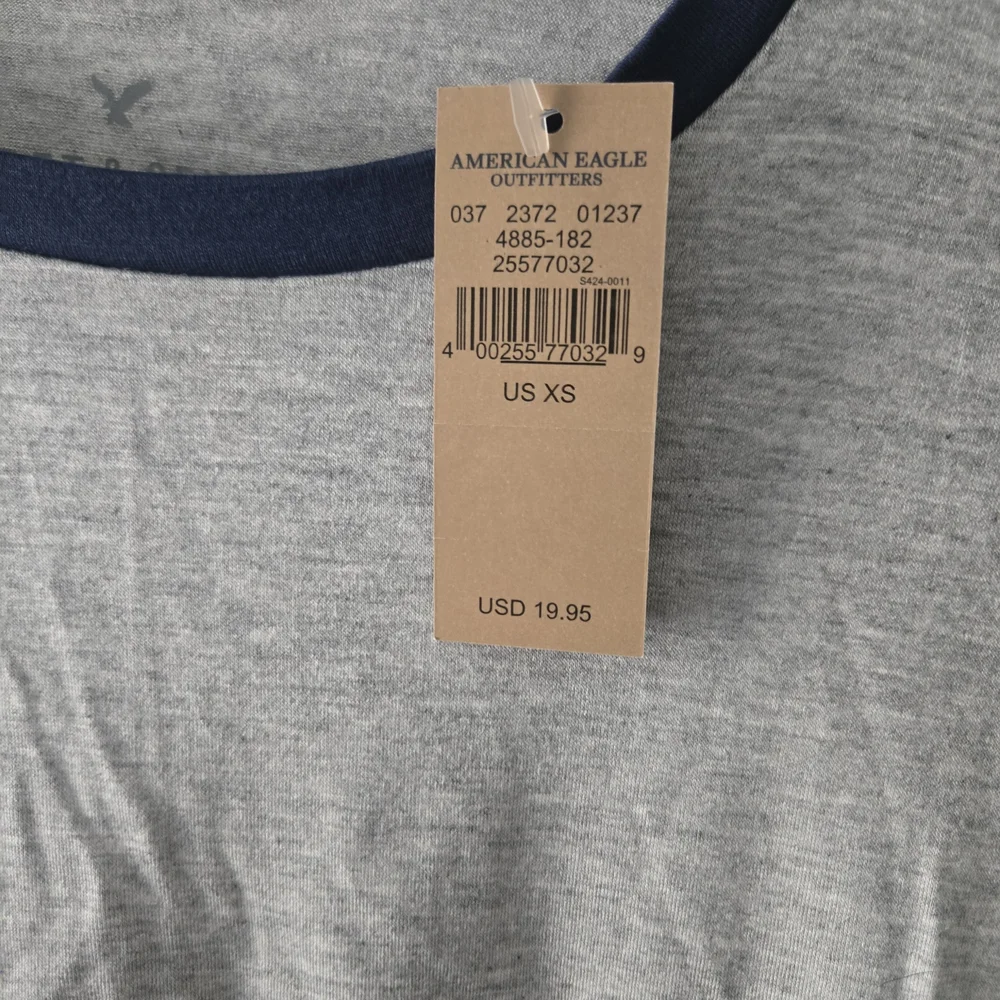 AMERICAN EAGLE
OUTFITTERS
037 2372 01237
4885-182
25577032
S424-0011
4 00255 77032 9
US XS
USD 19.95